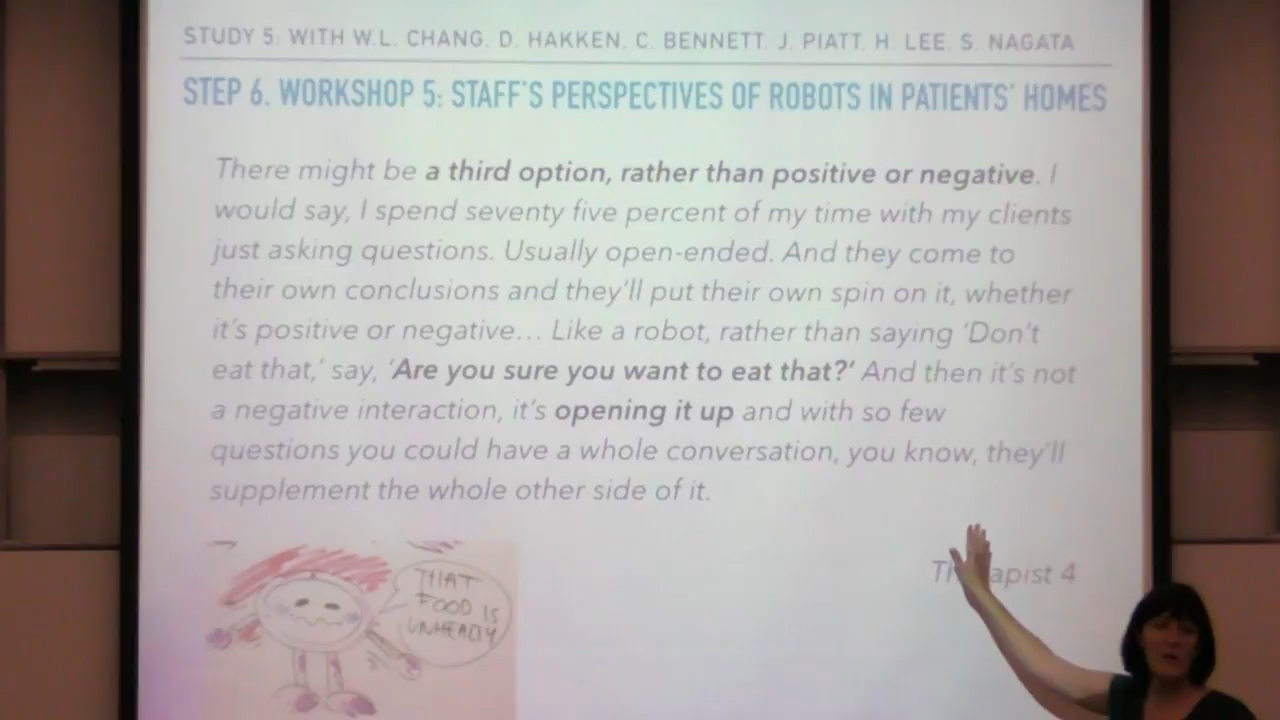 STUDY 5: WITH W.L. CHANG, D. HAKKEN, C. BENNETT, J. PIATT, H. LEE, S. NAGATA
STEP 6. WORKSHOP 5: STAFF'S PERSPECTIVES OF ROBOTS IN PATIENTS' HOMES
There might be a third option, rather than positive or negative. I
would say, I spend seventy five percent of my time with my clients
just asking questions. Usually open-ended. And they come to
their own conclusions and they'll put their own spin on it, whether
it's positive or negative... Like a robot, rather than saying 'Don't
eat that,' say, 'Are you sure you want to eat that?' And then it's not
a negative interaction, it's opening it up and with so few
questions you could have a whole conversation, you know, they'll
supplement the whole other side of it.
THAT
FOOD IS
4